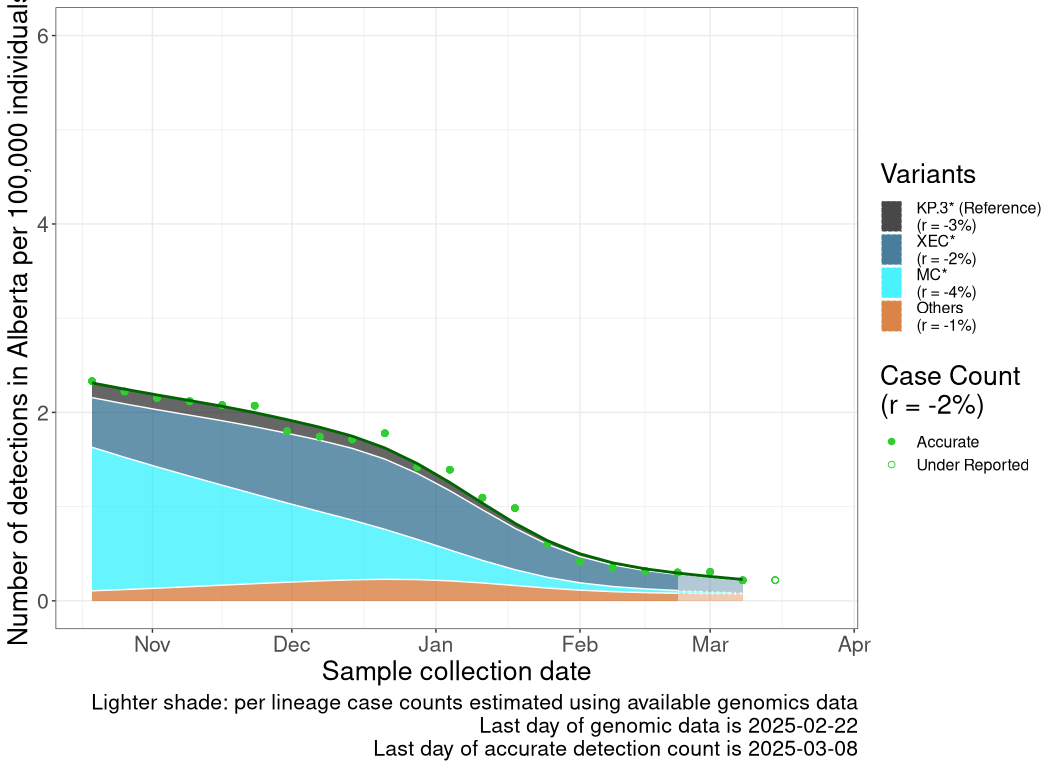 Number of detections in Alberta per 100,000 individuals
6
4
2
0
Nov
Dec
Jan
Feb
Mar
Apr
Sample collection date
Lighter shade: per lineage case counts estimated using available genomics data
Last day of genomic data is 2025-02-22
Last day of accurate detection count is 2025-03-08
Variants
KP.3* (Reference)
(r = -3%)
XEC*
(r = -2%)
MC*
(r = -4%)
Others
(r = -1%)
Case Count
(r = -2%)
Accurate
Under Reported